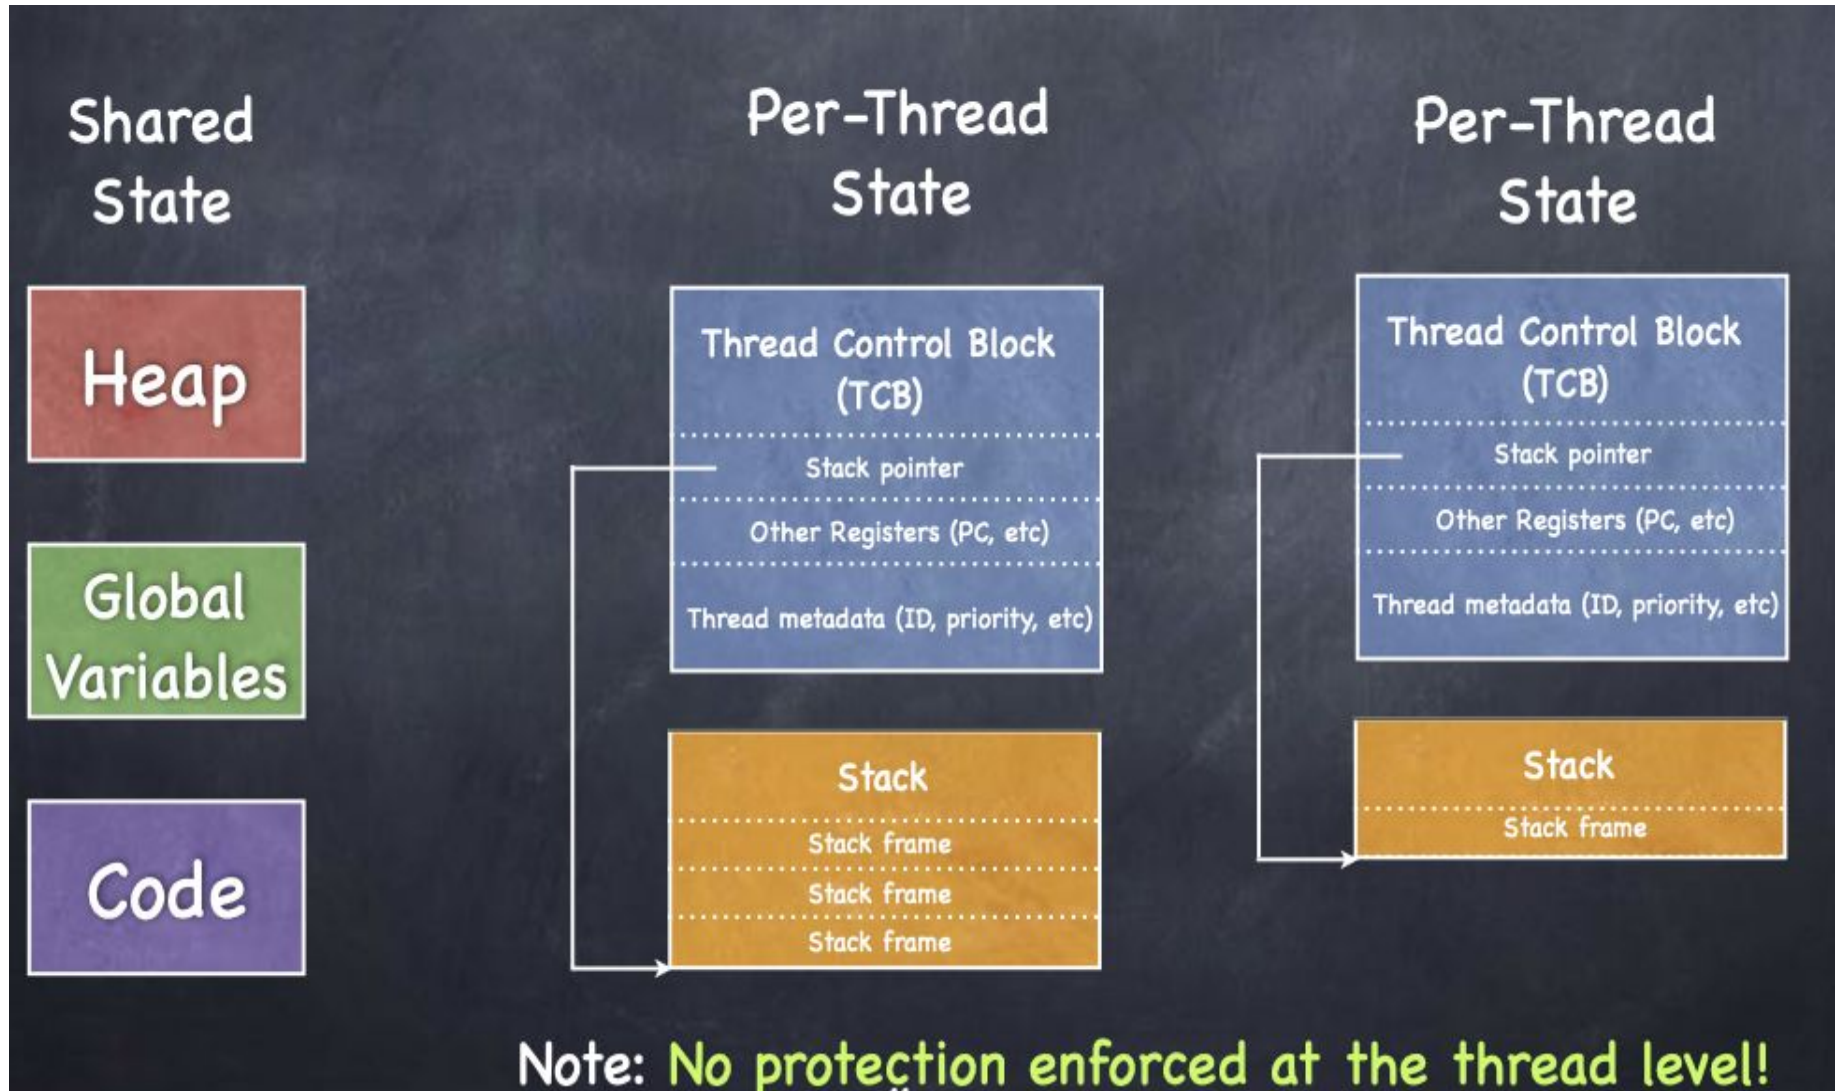 Shared
State
Heap
Global
Variables
Code
Per-Thread
State
Thread Control Block
(TCB)
Stack pointer
Other Registers (PC, etc)
Thread metadata (ID, priority, etc)
Stack
Stack frame
Stack frame
Stack frame
Per-Thread
State
Thread Control Block
(TCB)
Stack pointer
Other Registers (PC, etc)
Thread metadata (ID, priority, etc)
Stack
Stack frame
Note: No protection enforced at the thread level!